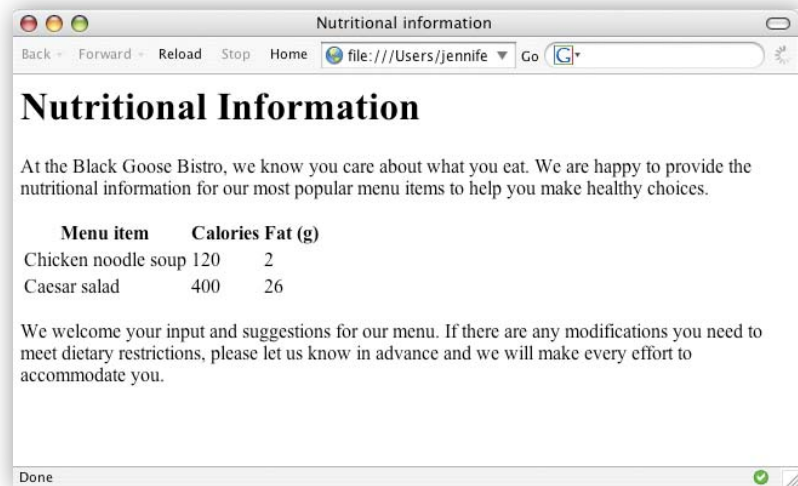 Nutritional information
Back Forward Reload Stop Home file:///Users/jennife Go G
Nutritional Information
At the Black Goose Bistro, we know you care about what you eat. We are happy to provide the
nutritional information for our most popular menu items to help you make healthy choices.
Menu item Calories Fat (g)
Chicken noodle soup 120 2
Caesar salad 400 26
We welcome your input and suggestions for our menu. If there are any modifications you need to
meet dietary restrictions, please let us know in advance and we will make every effort to
accommodate you.
Done